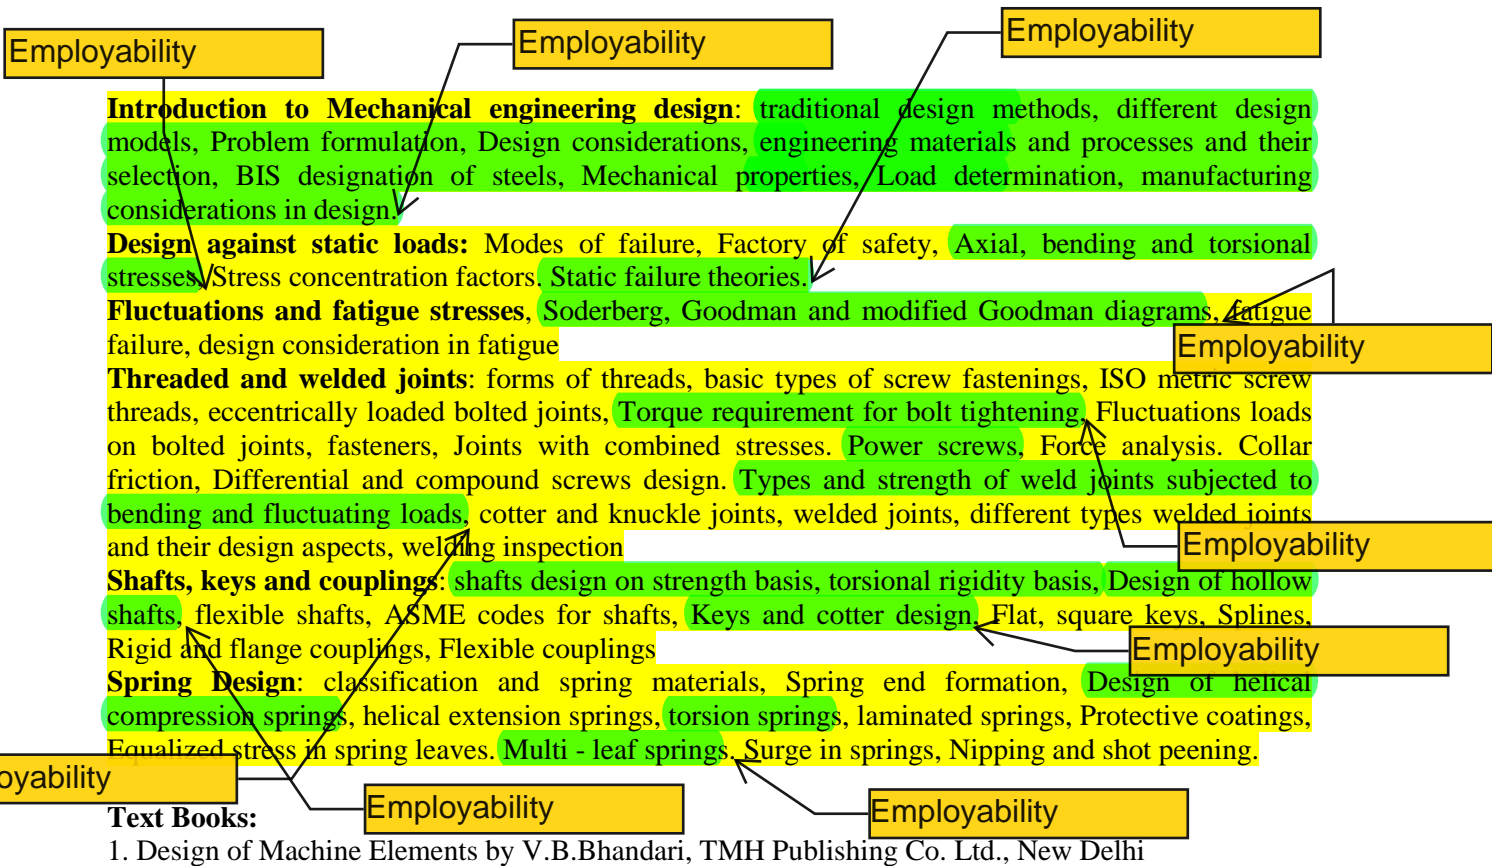 Employability
Employability
Employability
Introduction to Mechanical engineering design: traditional design methods, different design
models, Problem formulation, Design considerations, engineering materials and processes and their
selection, BIS designation of steels, Mechanical properties, Load determination, manufacturing
considerations in design.
Design against static loads: Modes of failure, Factory of safety, Axial, bending and torsional
stresses, Stress concentration factors. Static failure theories.
Fluctuations and fatigue stresses, Soderberg, Goodman and modified Goodman diagrams, fatigue
failure, design consideration in fatigue
Employability
Threaded and welded joints: forms of threads, basic types of screw fastenings, ISO metric screw
threads, eccentrically loaded bolted joints, Torque requirement for bolt tightening, Fluctuations loads
on bolted joints, fasteners, Joints with combined stresses. Power screws, Force analysis. Collar
friction, Differential and compound screws design. Types and strength of weld joints subjected to
bending and fluctuating loads, cotter and knuckle joints, welded joints, different types welded joints
and their design aspects, welding inspection
Employability
Shafts, keys and couplings: shafts design on strength basis, torsional rigidity basis, Design of hollow
shafts, flexible shafts, ASME codes for shafts, Keys and cotter design, Flat, square keys, Splines,
Rigid and flange couplings, Flexible couplings
Employability
Spring Design: classification and spring materials, Spring end formation, Design of helical
compression springs, helical extension springs, torsion springs, laminated springs, Protective coatings,
Equalized stress in spring leaves. Multi - leaf springs. Surge in springs, Nipping and shot peening.
oyability
Employability
Employability
Text Books:
1. Design of Machine Elements by V.B.Bhandari, TMH Publishing Co. Ltd., New Delhi